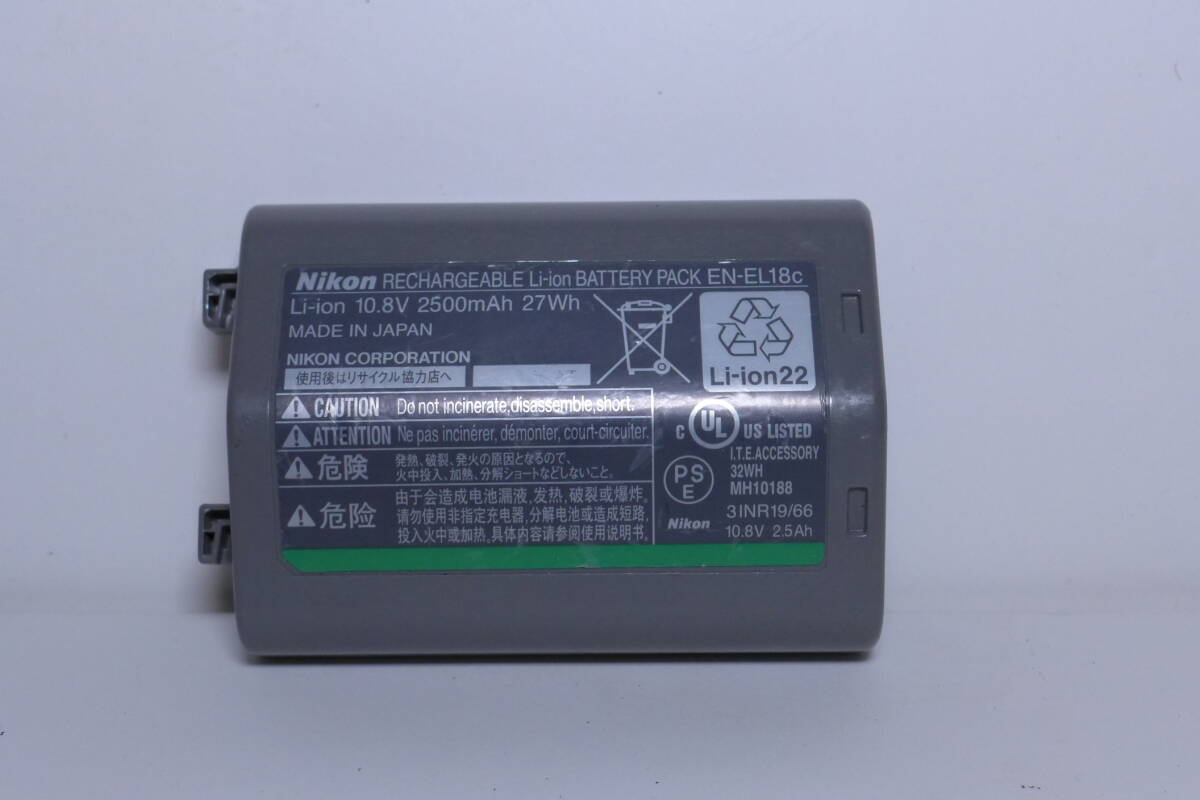 Nikon RECHARGEABLE Li-ion BATTERY PACK EN-EL18c
Li-ion 10.8V 2500mAh 27Wh
MADE IN JAPAN
NIKON CORPORATION
使用後はリサイクル協力店へ
Li-ion22
CAUTION Do not incinerate,disassemble,short.
ATTENTION Ne pas incinérer, démonter, court-circuiter.
危険 発熱、破裂、発火の原因となるので、
火中投入、加熱、分解ショートなどしないこと。
危险 由于会造成电池漏液,发热,破裂或爆炸,
请勿使用非指定充电器,分解电池或造成短路,
投入火中或加热。具体内容请参阅使用说明书。
C UL US LISTED
I.T.E.ACCESSORY
32WH
MH10188
PS
E
Nikon
3INR19/66
10.8V 2.5Ah